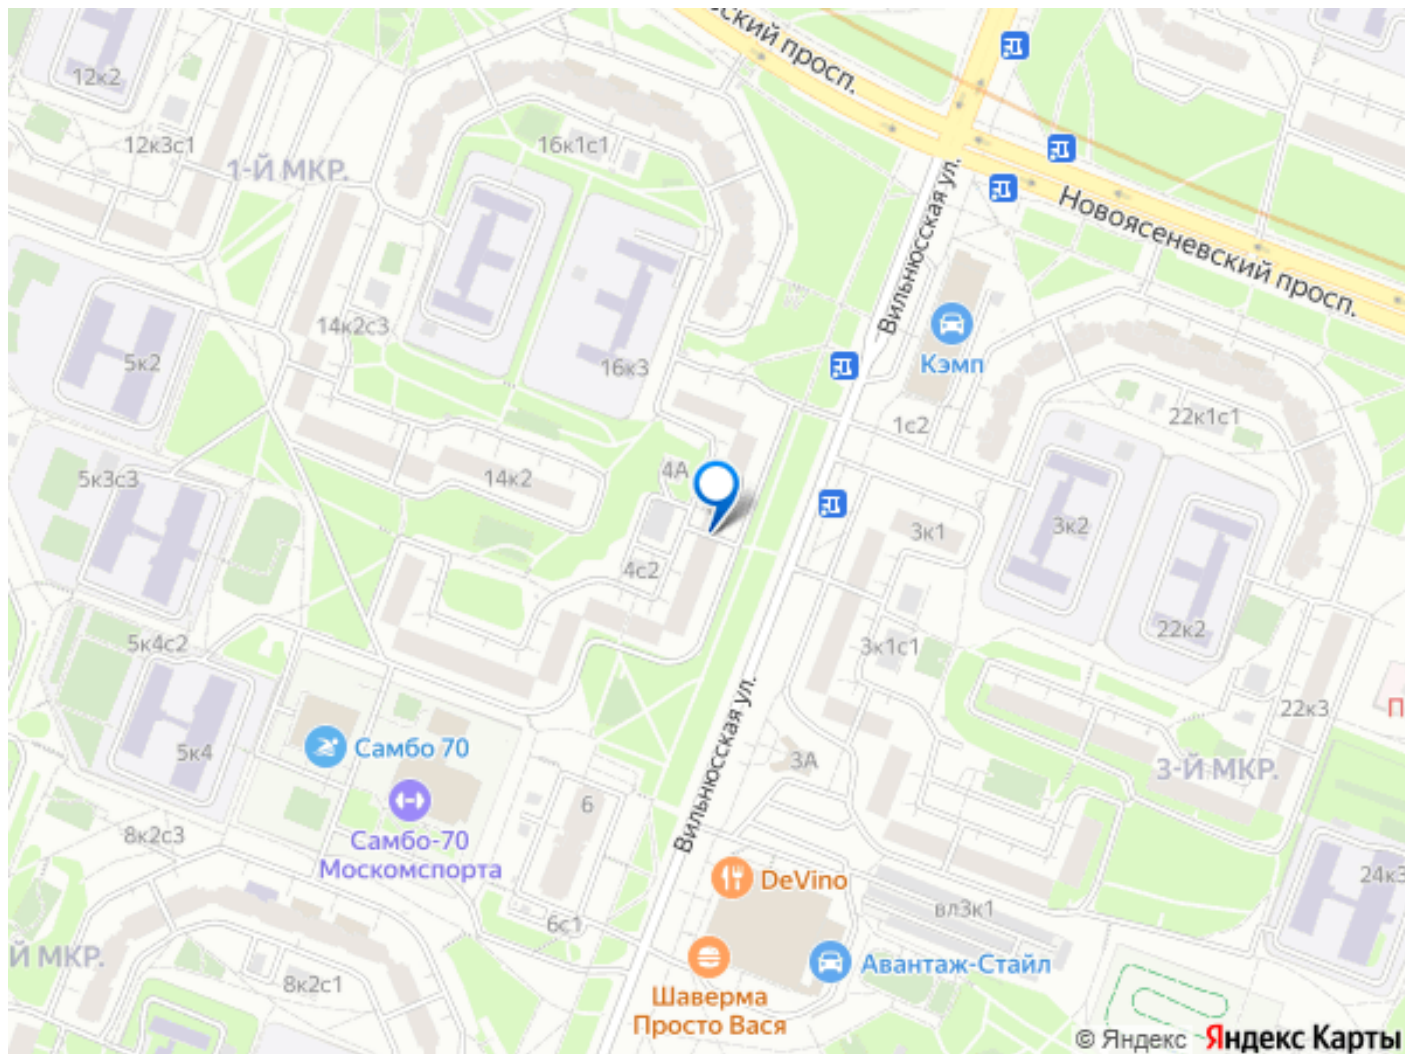 ский просп.
12к2
12к3с1
16к1с1
1-Й МКР.
Вильнюсская ул.
Новоясеневский просп.
14к2с3
5к2
16к3
Кэмп
1с2
22к1с1
5к3с3
14к2
4А
3к1
3к2
4с2
22к2
5к4с2
3к1с1
22к3
П
5к4
Самбо 70
3А
3-Й МКР.
Вильнюсская ул.
6
8к2с3
Самбо-70
Москомспорта
DeVino
24к3
вл3к1
6с1
Й МКР.
8к2с1
Авантаж-Стайл
Шаверма
Просто Вася
© Яндекс Яндекс Карты